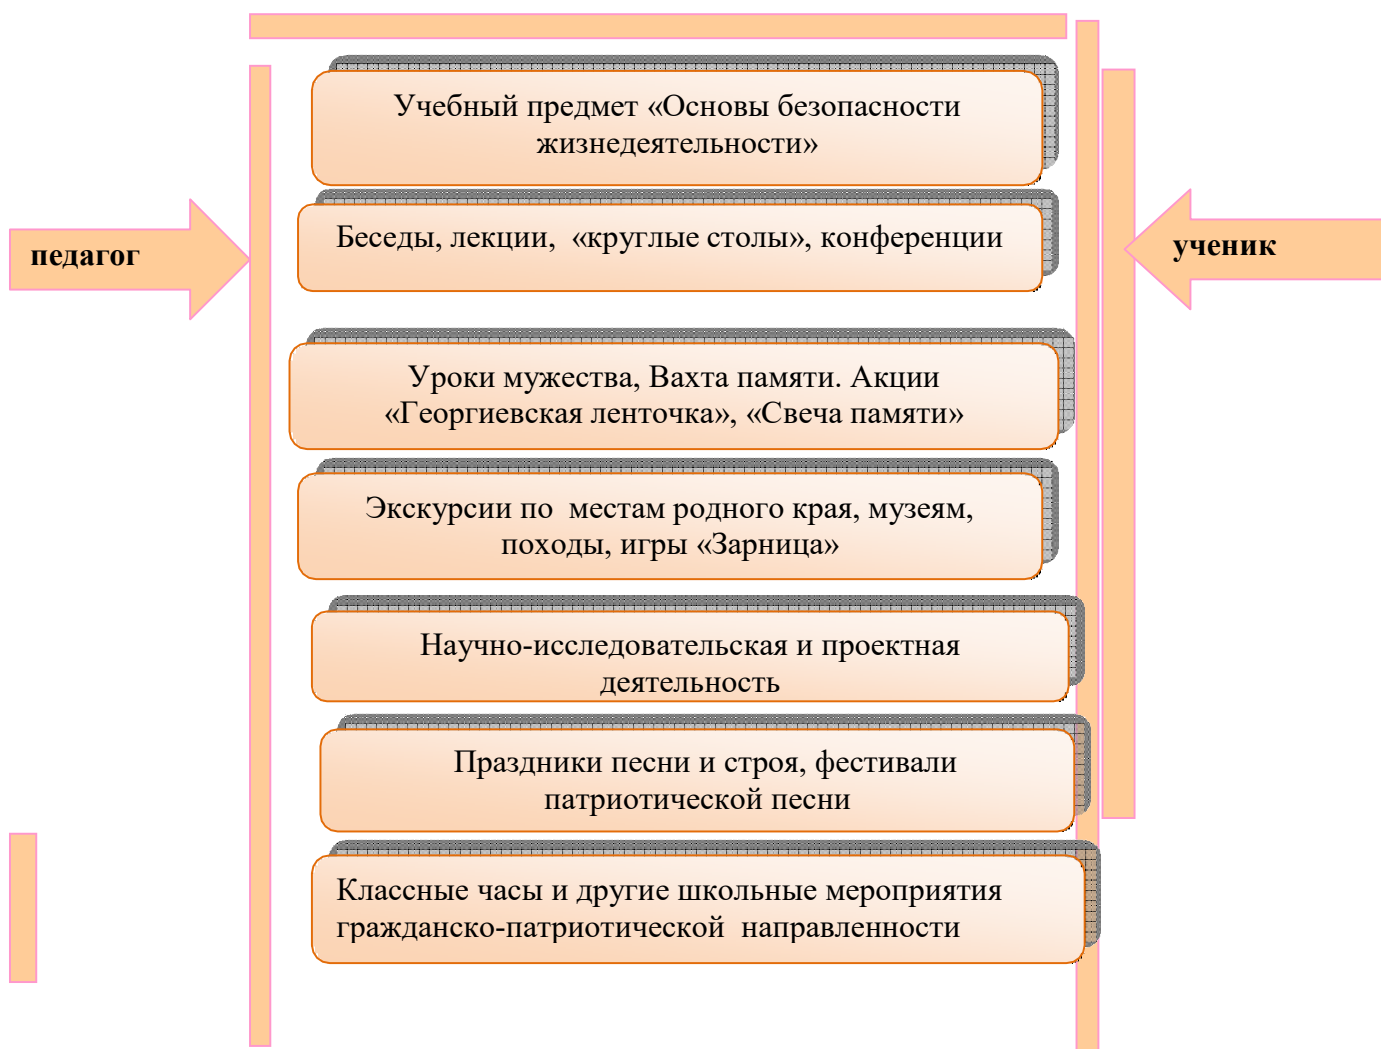 Учебный предмет «Основы безопасности
жизнедеятельности»
Беседы, лекции, «круглые столы», конференции
педагог
ученик
Уроки мужества, Вахта памяти. Акции
«Георгиевская ленточка», «Свеча памяти»
Экскурсии по местам родного края, музеям,
походы, игры «Зарница»
Научно-исследовательская и проектная
деятельность
Праздники песни и строя, фестивали
патриотической песни
Классные часы и другие школьные мероприятия
гражданско-патриотической направленности